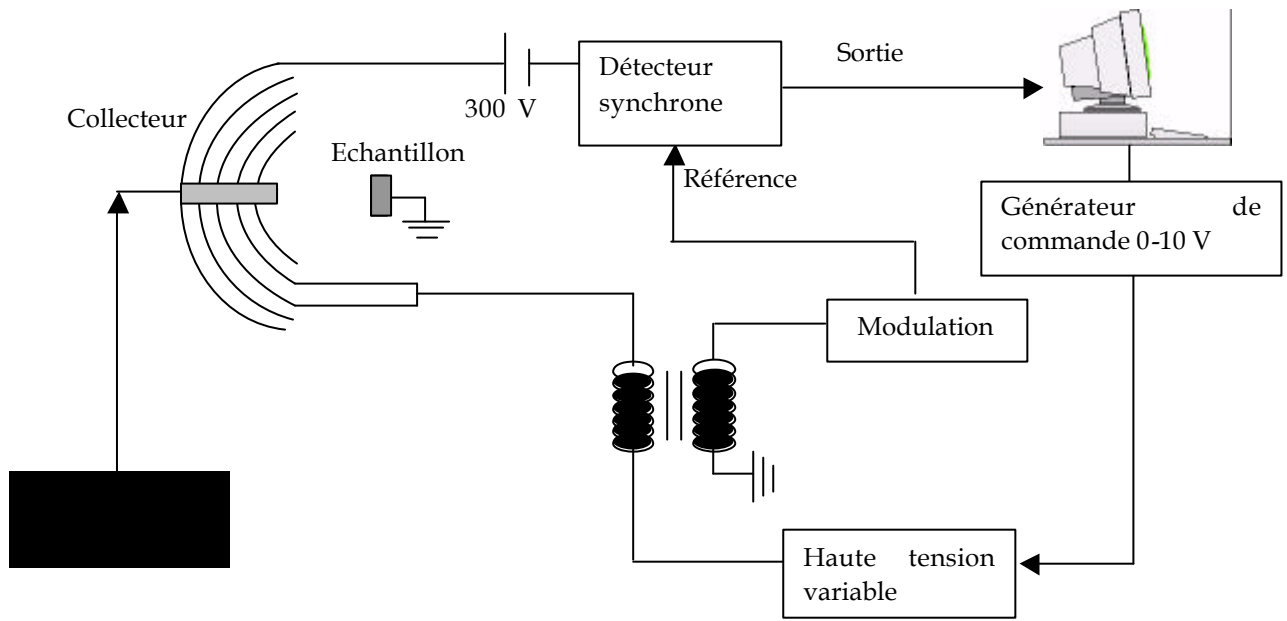 Sortie
Détecteur
synchrone
300 V
Collecteur
Echantillon
Référence
Générateur de
commande 0-10 V
Modulation
Haute tension
variable